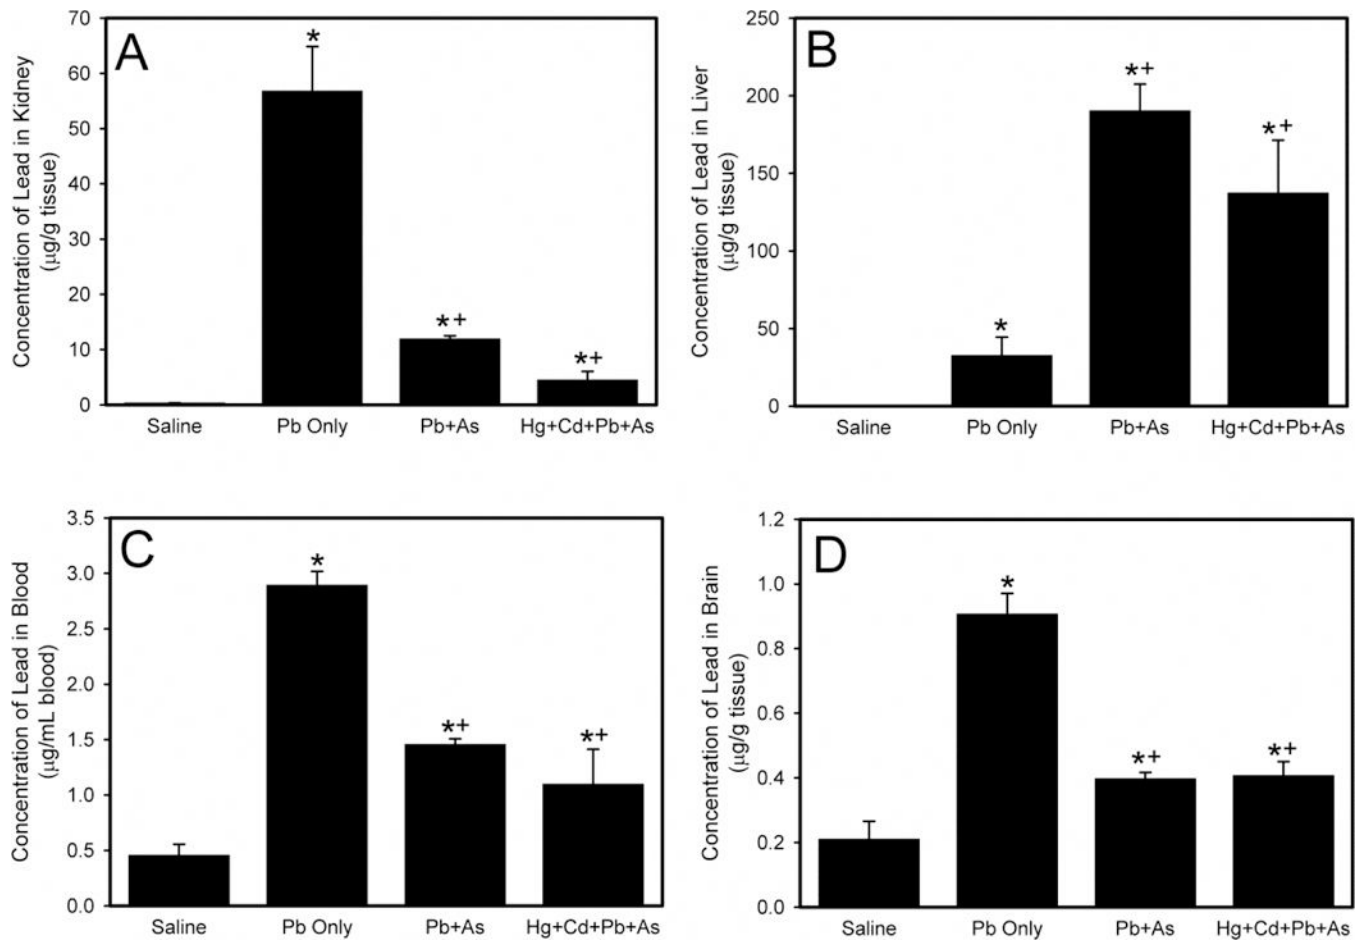 A
Concentration of Lead in Kidney
(μg/g tissue)
70
60
50
40
30
20
10
0
*
*+
*+
Saline Pb Only Pb+As Hg+Cd+Pb+As
B
Concentration of Lead in Liver
(μg/g tissue)
250
200
150
100
50
0
*
*+
*+
Saline Pb Only Pb+As Hg+Cd+Pb+As
C
Concentration of Lead in Blood
(μg/mL blood)
3.5
3.0
2.5
2.0
1.5
1.0
0.5
0.0
*
*+
*+
Saline Pb Only Pb+As Hg+Cd+Pb+As
D
Concentration of Lead in Brain
(μg/g tissue)
1.2
1.0
0.8
0.6
0.4
0.2
0.0
*
*+
*+
Saline Pb Only Pb+As Hg+Cd+Pb+As